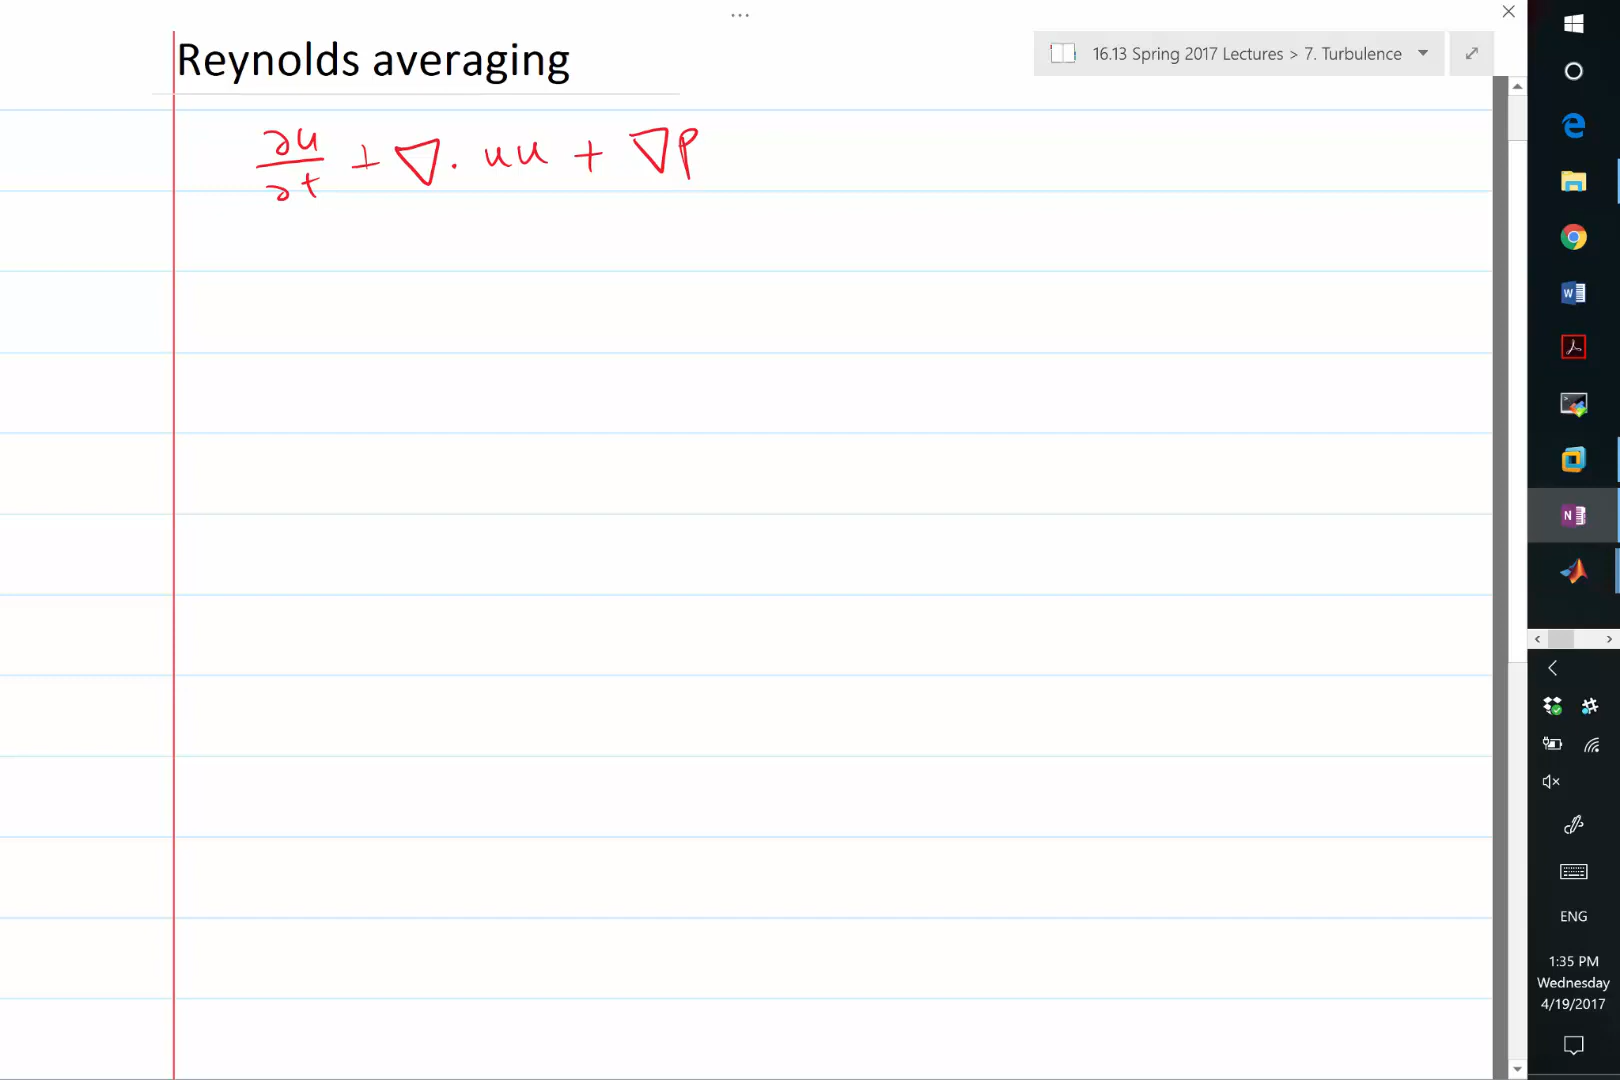 ...
Reynolds averaging
16.13 Spring 2017 Lectures > 7. Turbulence
∂u/∂t + ∇· uu + ∇p
ENG
1:35 PM
Wednesday
4/19/2017